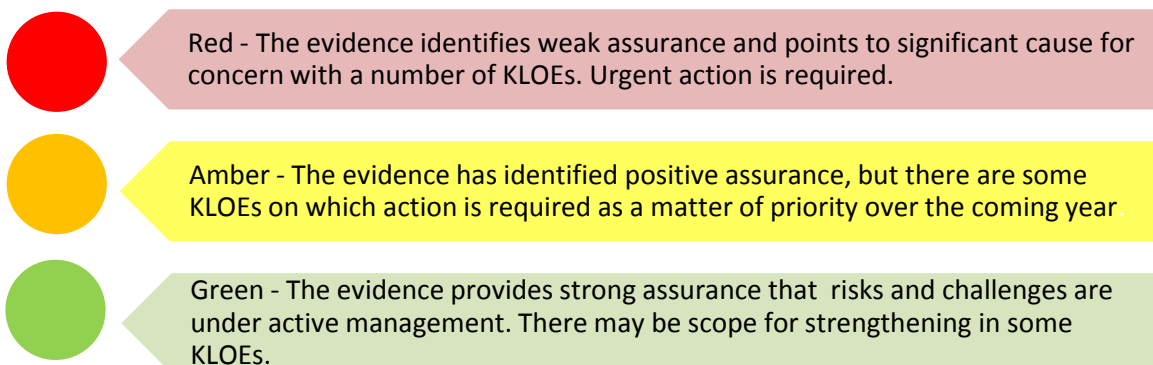 Red - The evidence identifies weak assurance and points to significant cause for
concern with a number of KLOEs. Urgent action is required.
Amber - The evidence has identified positive assurance, but there are some
KLOEs on which action is required as a matter of priority over the coming year.
Green - The evidence provides strong assurance that  risks and challenges are
under active management. There may be scope for strengthening in some
KLOEs.